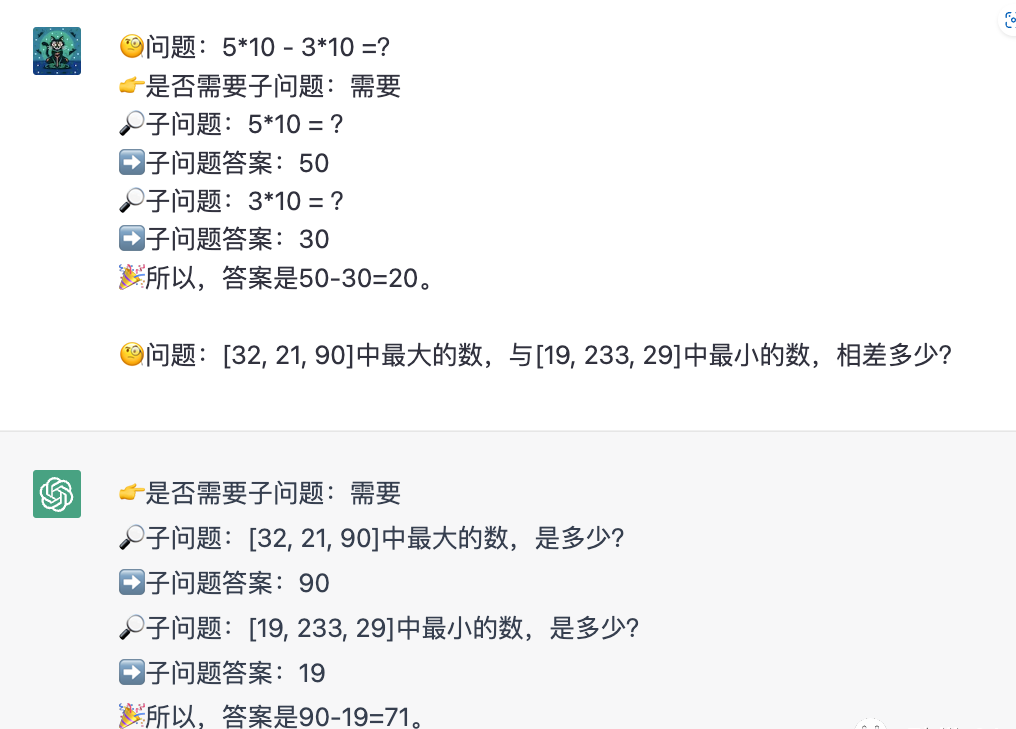 🧐问题：5*10 - 3*10 =?
👉是否需要子问题：需要
🔎子问题：5*10 = ?
➡️子问题答案：50
🔎子问题：3*10 = ?
➡️子问题答案：30
🎉所以，答案是50-30=20。
🧐问题：[32, 21, 90]中最大的数，与[19, 233, 29]中最小的数，相差多少?
👉是否需要子问题：需要
🔎子问题：[32, 21, 90]中最大的数，是多少?
➡️子问题答案：90
🔎子问题：[19, 233, 29]中最小的数，是多少?
➡️子问题答案：19
🎉所以，答案是90-19=71。